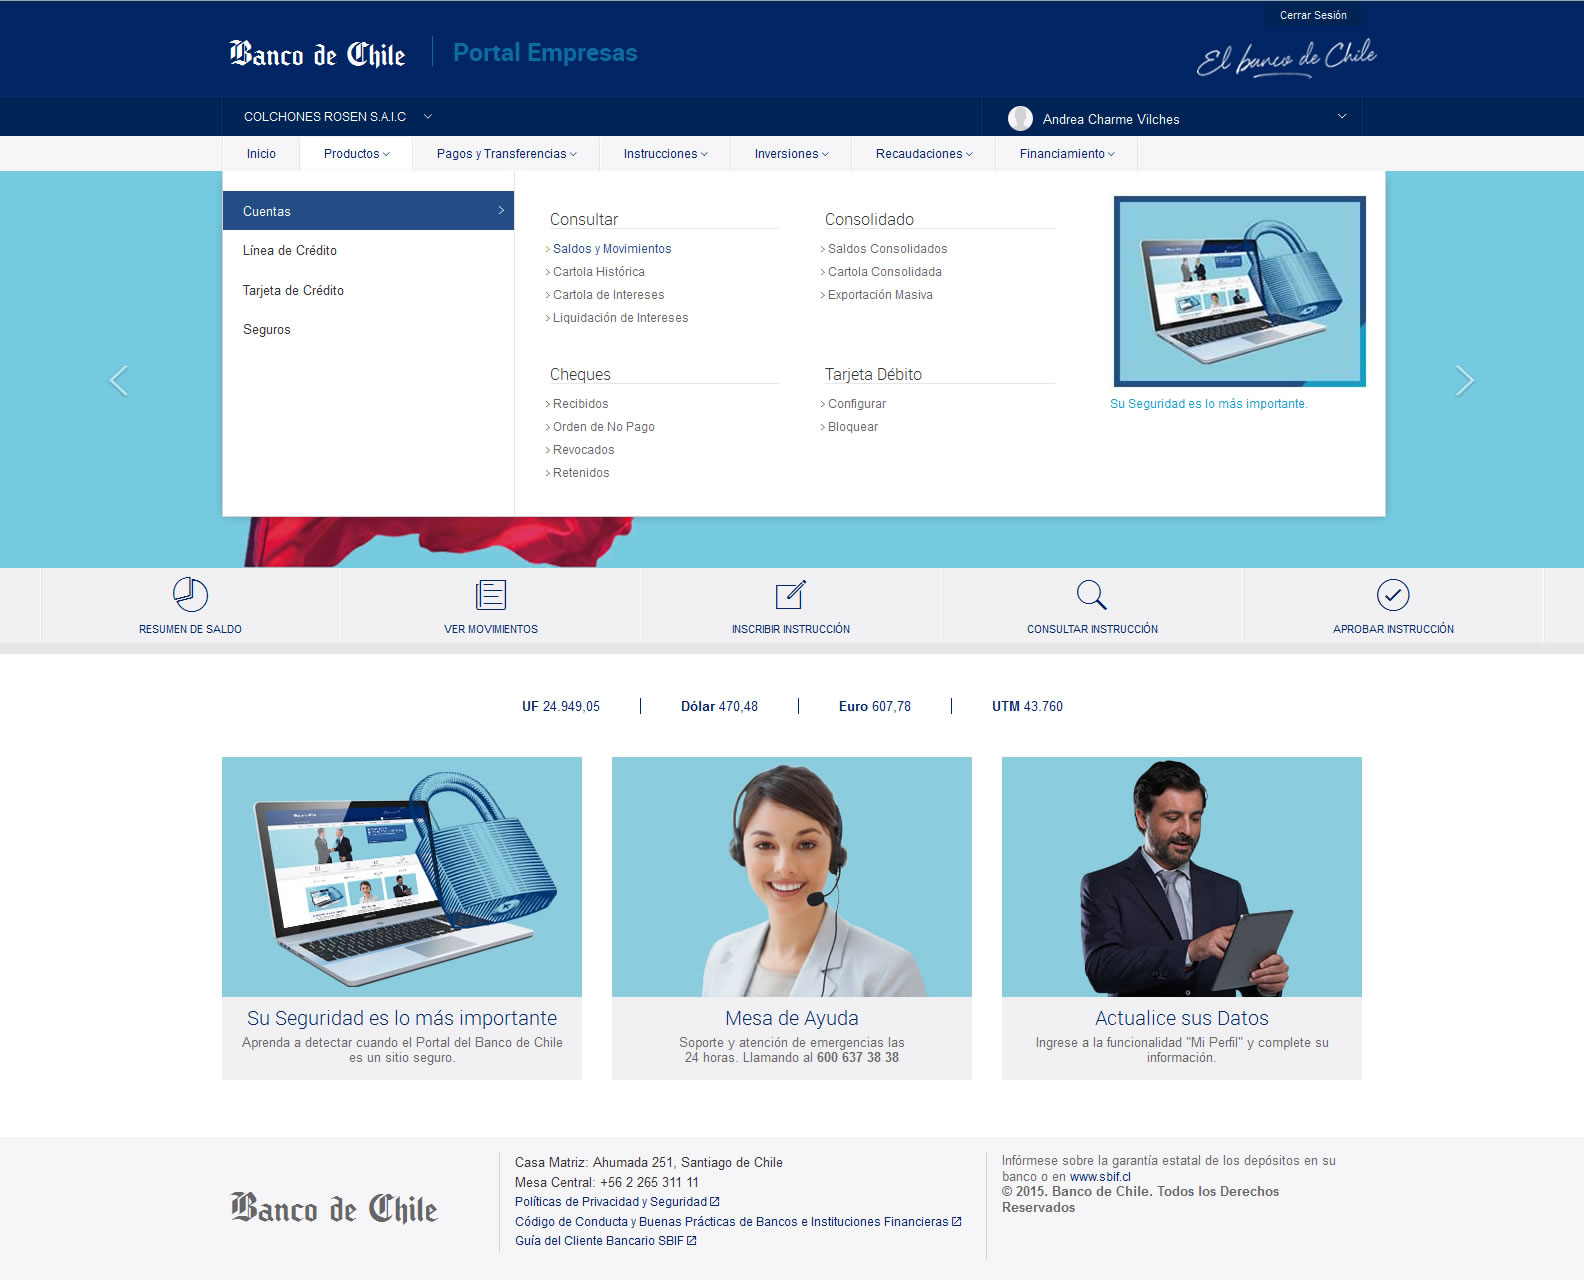 Cerrar Sesión
Banco de Chile
Portal Empresas
El banco de Chile
COLCHONES ROSEN S.A.I.C
Andrea Charme Vilches
Inicio
Productos
Pagos y Transferencias
Instrucciones
Inversiones
Recaudaciones
Financiamiento
Cuentas
Línea de Crédito
Tarjeta de Crédito
Seguros
Consultar
Saldos y Movimientos
Cartola Histórica
Cartola de Intereses
Liquidación de Intereses
Consolidado
Saldos Consolidados
Cartola Consolidada
Exportación Masiva
Cheques
Recibidos
Orden de No Pago
Revocados
Retenidos
Tarjeta Débito
Configurar
Bloquear
Su Seguridad es lo más importante.
RESUMEN DE SALDO
VER MOVIMIENTOS
INSCRIBIR INSTRUCCIÓN
CONSULTAR INSTRUCCIÓN
APROBAR INSTRUCCIÓN
UF 24.949,05
Dólar 470,48
Euro 607,78
UTM 43.760
Su Seguridad es lo más importante
Aprenda a detectar cuando el Portal del Banco de Chile
es un sitio seguro.
Mesa de Ayuda
Soporte y atención de emergencias las
24 horas. Llamando al 600 637 38 38
Actualice sus Datos
Ingrese a la funcionalidad "Mi Perfil" y complete su
información.
Banco de Chile
Casa Matriz: Ahumada 251, Santiago de Chile
Mesa Central: +56 2 265 311 11
Políticas de Privacidad y Seguridad
Código de Conducta y Buenas Prácticas de Bancos e Instituciones Financieras
Guía del Cliente Bancario SBIF
Infórmese sobre la garantía estatal de los depósitos en su
banco o en www.sbif.cl
© 2015. Banco de Chile. Todos los Derechos
Reservados